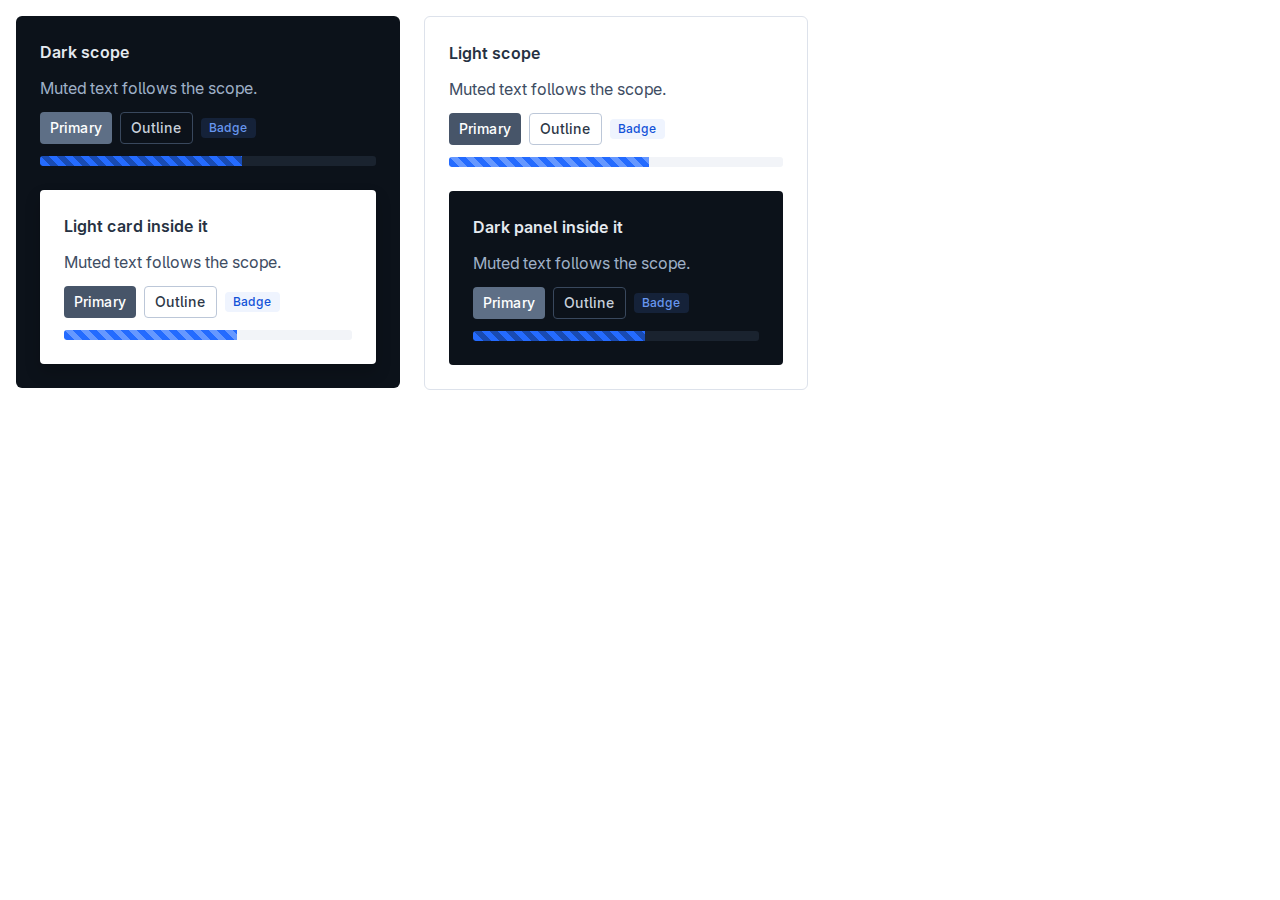 Dark scope
Muted text follows the scope.
Primary Outline Badge
Light card inside it
Muted text follows the scope.
Primary Outline Badge
Light scope
Muted text follows the scope.
Primary Outline Badge
Dark panel inside it
Muted text follows the scope.
Primary Outline Badge